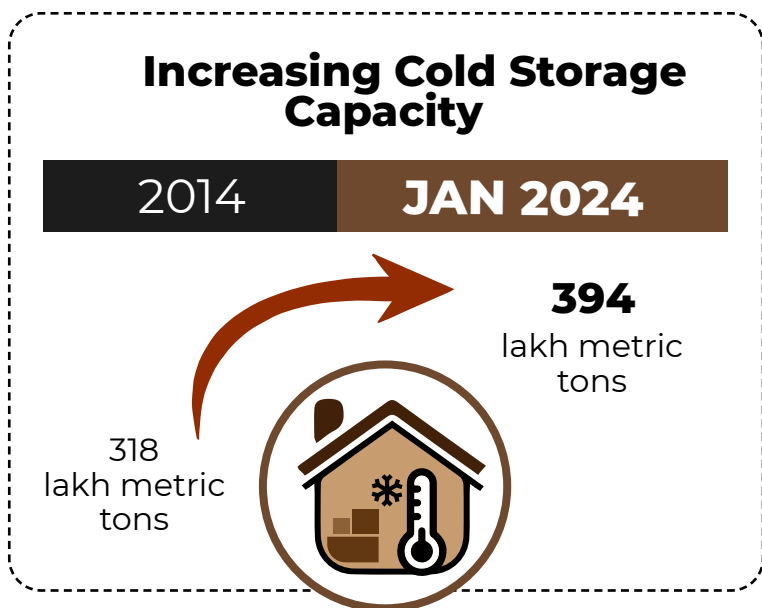 Increasing Cold Storage
Capacity
2014
JAN 2024
394
lakh metric
tons
318
lakh metric
tons